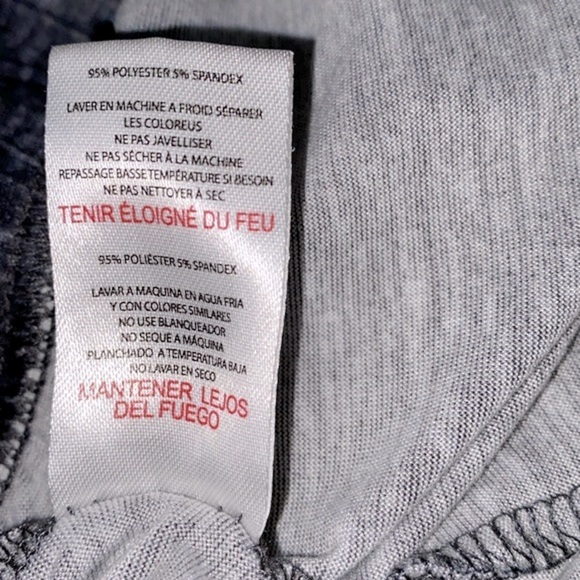 95% POLYESTER 5% SPANDEX
LAVER EN MACHINE A FROID SÉPARER
LES COLOREUS
NE PAS JAVELLISER
NE PAS SÉCHER À LA MACHINE
REPASSAGE BASSE TEMPÉRATURE SI BESOIN
NE PAS NETTOYER À SEC
TENIR ÉLOIGNÉ DU FEU
95% POLIÉSTER 5% SPANDEX
LAVAR A MAQUINA EN AGUA FRIA
Y CON COLORES SIMILARES
NO USE BLANQUEADOR
NO SEQUE A MÁQUINA
PLANCHADO A TEMPERATURA BAJA
NO LAVAR EN SECO
MANTENER LEJOS
DEL FUEGO